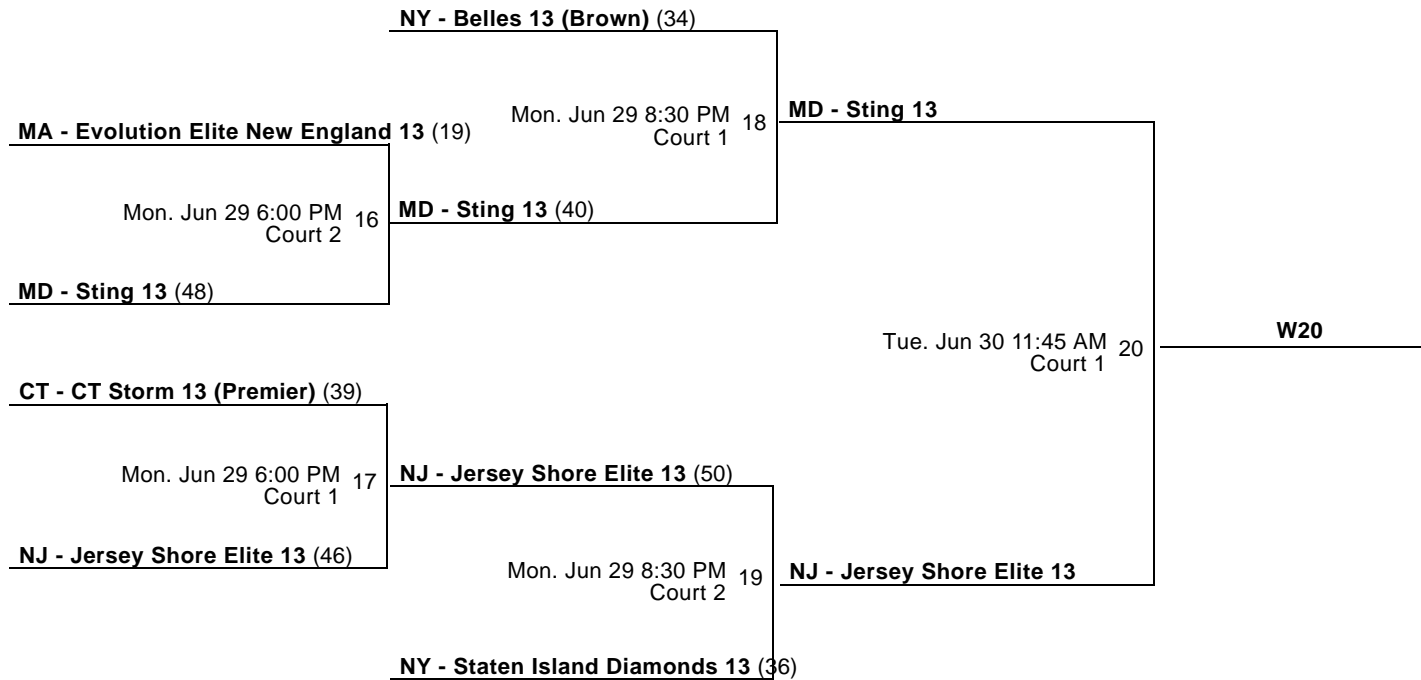 NY - Belles 13 (Brown) (34)
MA - Evolution Elite New England 13 (19)
Mon. Jun 29 8:30 PM 18
Court 1
MD - Sting 13
Mon. Jun 29 6:00 PM 16
Court 2
MD - Sting 13 (40)
MD - Sting 13 (48)
Tue. Jun 30 11:45 AM 20
Court 1
W20
CT - CT Storm 13 (Premier) (39)
Mon. Jun 29 6:00 PM 17
Court 1
NJ - Jersey Shore Elite 13 (50)
NJ - Jersey Shore Elite 13 (46)
Mon. Jun 29 8:30 PM 19
Court 2
NJ - Jersey Shore Elite 13
NY - Staten Island Diamonds 13 (36)